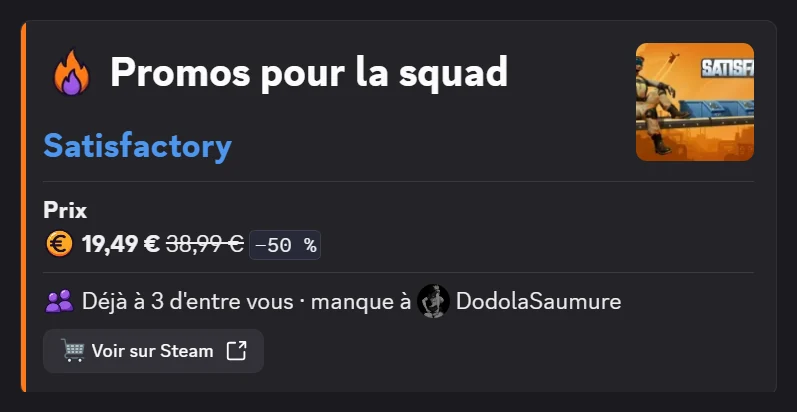 Promos pour la squad
SATISF
Satisfactory
Prix
19,49 € 38,99 € −50 %
Déjà à 3 d'entre vous · manque à DodolaSaumure
Voir sur Steam